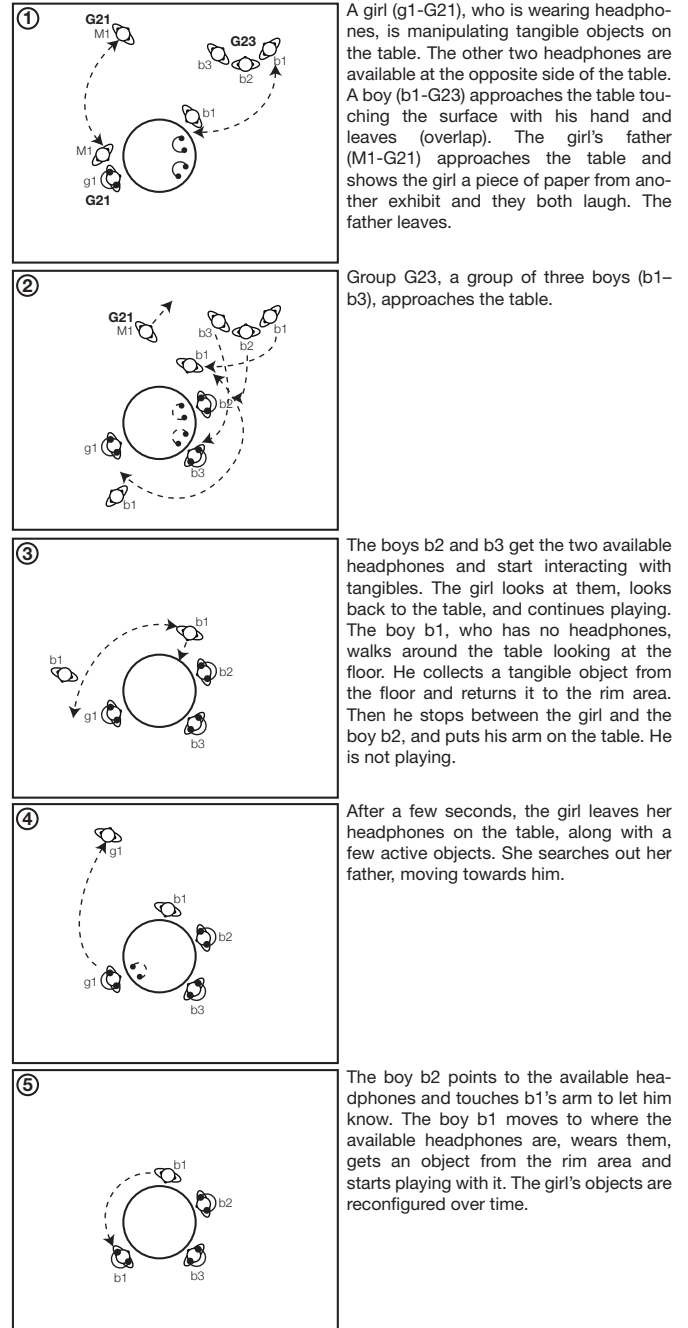 1
G21
M1
G23
b3
b2
b1
b1
M1
g1
G21
A girl (g1-G21), who is wearing headpho-
nes, is manipulating tangible objects on
the table. The other two headphones are
available at the opposite side of the table.
A boy (b1-G23) approaches the table tou-
ching the surface with his hand and
leaves (overlap). The girl's father
(M1-G21) approaches the table and
shows the girl a piece of paper from ano-
ther exhibit and they both laugh. The
father leaves.
2
G21
M1
b3
b2
b1
b1
b2
g1
b3
b1
Group G23, a group of three boys (b1–
b3), approaches the table.
3
b1
b1
b2
g1
b3
The boys b2 and b3 get the two available
headphones and start interacting with
tangibles. The girl looks at them, looks
back to the table, and continues playing.
The boy b1, who has no headphones,
walks around the table looking at the
floor. He collects a tangible object from
the floor and returns it to the rim area.
Then he stops between the girl and the
boy b2, and puts his arm on the table. He
is not playing.
4
g1
b1
b2
g1
b3
After a few seconds, the girl leaves her
headphones on the table, along with a
few active objects. She searches out her
father, moving towards him.
5
b1
b2
b1
b3
The boy b2 points to the available hea-
dphones and touches b1's arm to let him
know. The boy b1 moves to where the
available headphones are, wears them,
gets an object from the rim area and
starts playing with it. The girl's objects are
reconfigured over time.